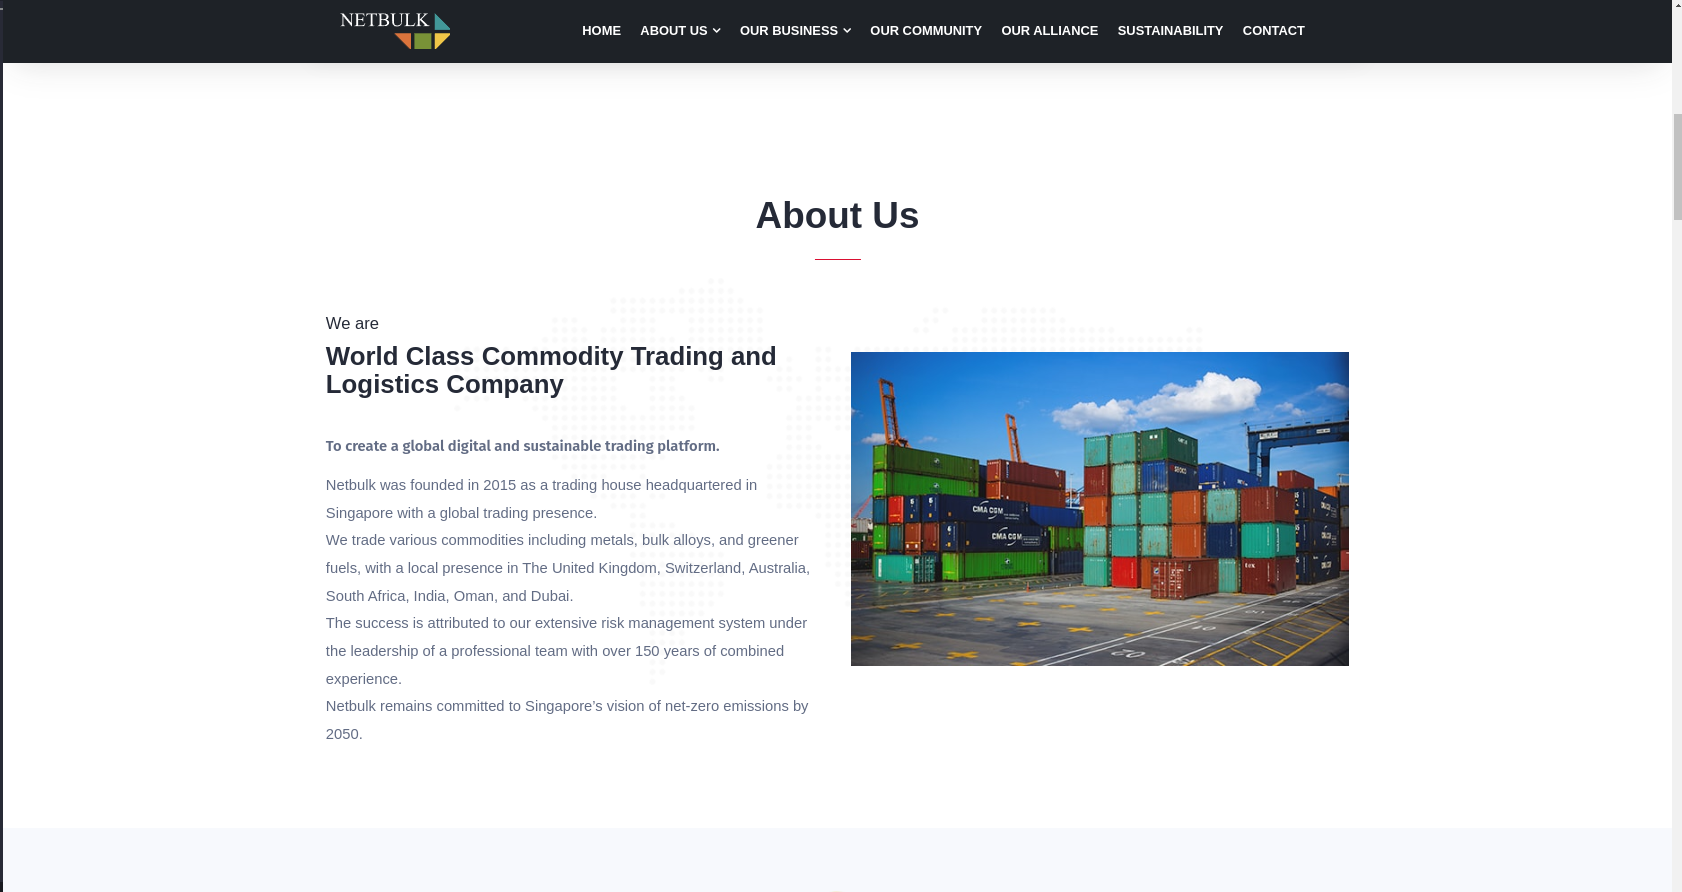 NETBULK
HOME ABOUT US OUR BUSINESS OUR COMMUNITY OUR ALLIANCE SUSTAINABILITY CONTACT
About Us
We are
World Class Commodity Trading and
Logistics Company
To create a global digital and sustainable trading platform.
Netbulk was founded in 2015 as a trading house headquartered in
Singapore with a global trading presence.
We trade various commodities including metals, bulk alloys, and greener
fuels, with a local presence in The United Kingdom, Switzerland, Australia,
South Africa, India, Oman, and Dubai.
The success is attributed to our extensive risk management system under
the leadership of a professional team with over 150 years of combined
experience.
Netbulk remains committed to Singapore’s vision of net-zero emissions by
2050.
CMA CGM
CMA CGM
tex
20